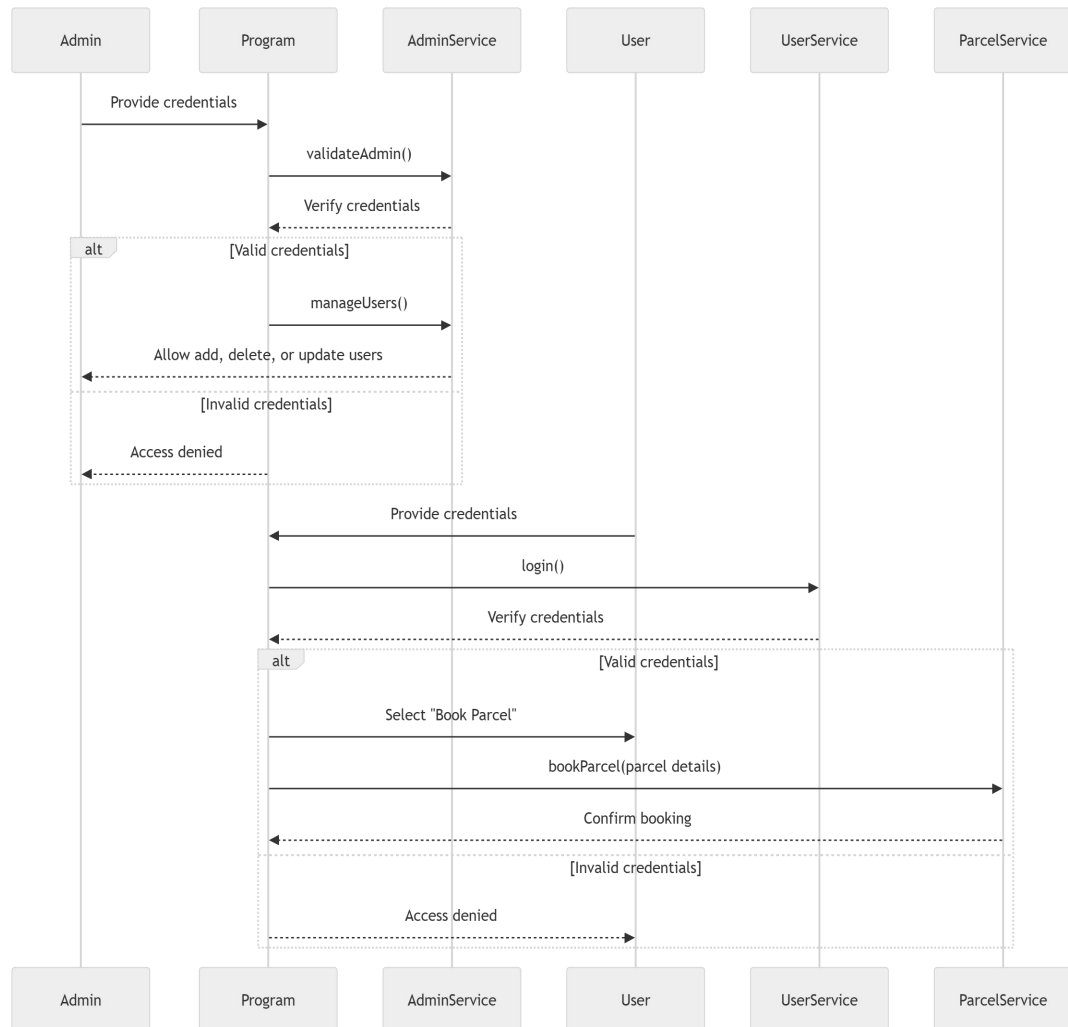 Admin Program AdminService User UserService ParcelService
Provide credentials
validateAdmin()
Verify credentials
alt [Valid credentials]
manageUsers()
Allow add, delete, or update users
[Invalid credentials]
Access denied
Provide credentials
login()
Verify credentials
alt [Valid credentials]
Select "Book Parcel"
bookParcel(parcel details)
Confirm booking
[Invalid credentials]
Access denied
Admin Program AdminService User UserService ParcelService